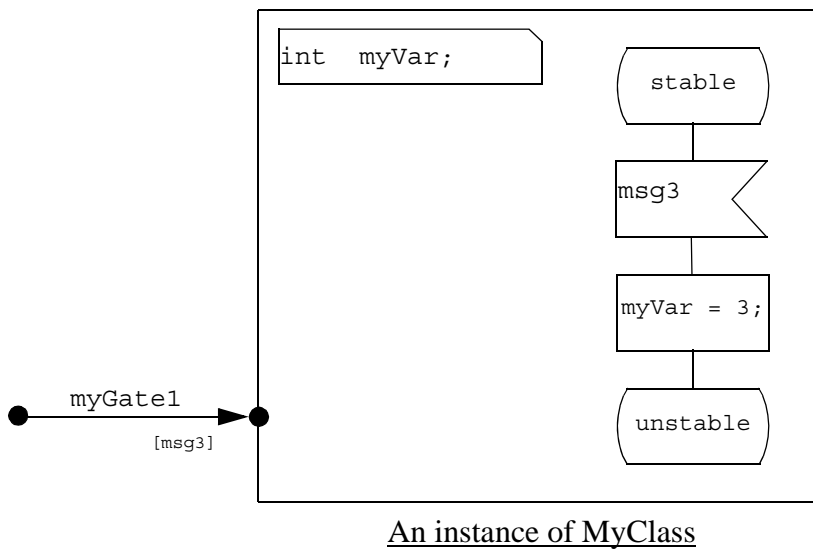 int  myVar;
stable
msg3
myVar = 3;
myGate1
[msg3]
unstable
An instance of MyClass